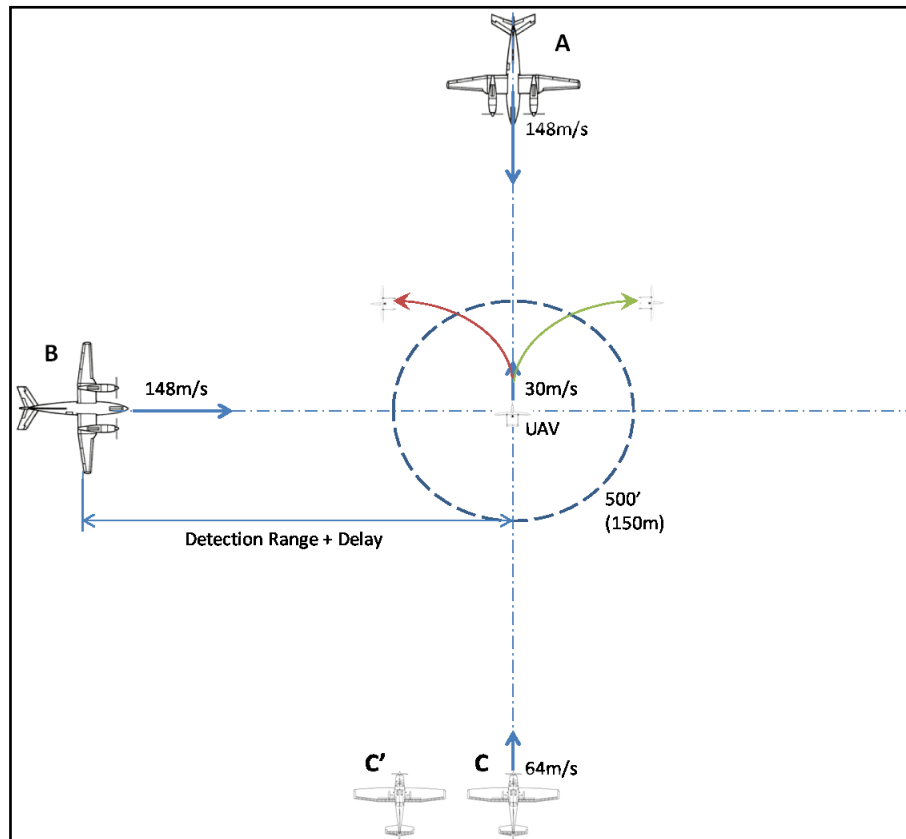 A
148m/s
B
148m/s
30m/s
UAV
500'
(150m)
Detection Range + Delay
C'
C
64m/s